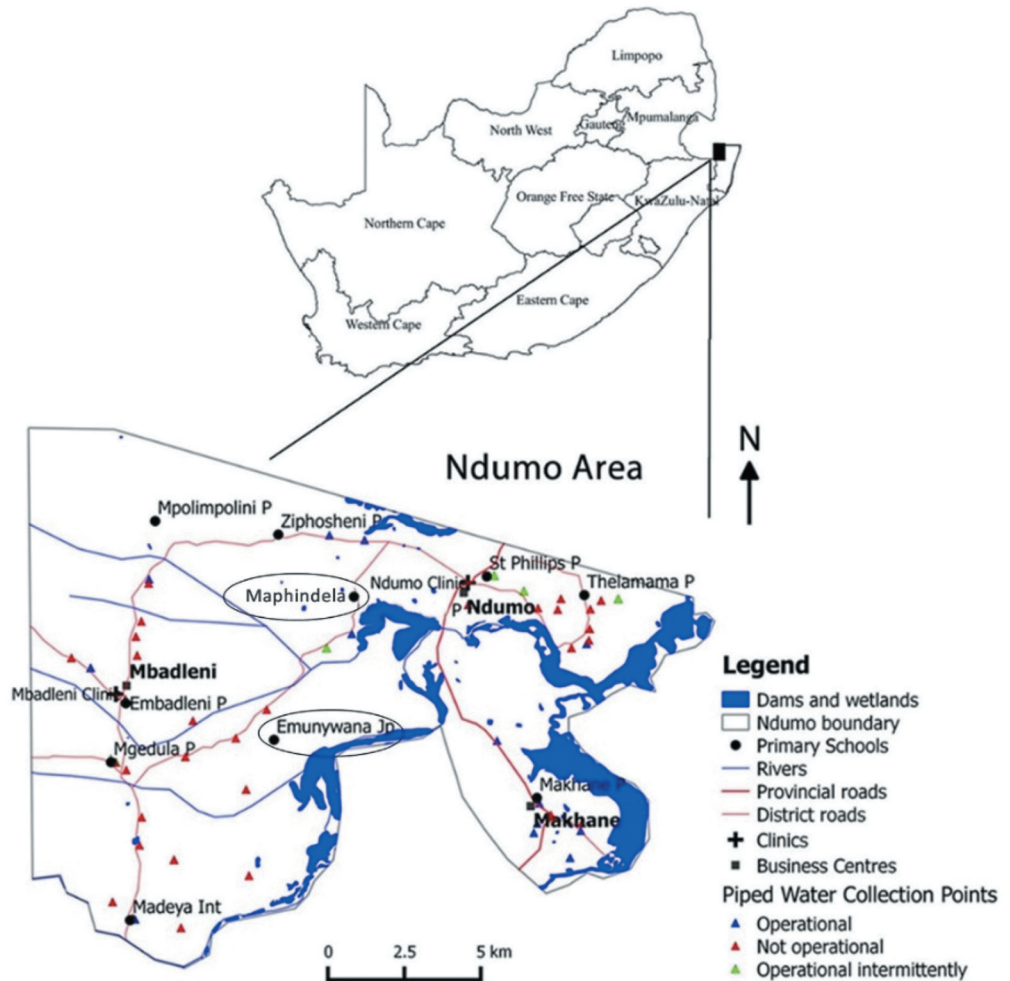 Limpopo
Mpumalanga
North West
Gauteng
Orange Free State
KwaZulu-Natal
Northern Cape
Eastern Cape
Western Cape
N
Ndumo Area
Mpolimpolini P
Ziphosheni P
St Phillips P
Maphindela
Ndumo Clinic
Thelamama P
P
Ndumo
Mbadleni
Mbadleni Clinic
Embadleni P
Emunywana Jp
Mgedula P
Makhane P
Makhane
Madeya Int
0 2.5 5 km
Legend
Dams and wetlands
Ndumo boundary
Primary Schools
Rivers
Provincial roads
District roads
Clinics
Business Centres
Piped Water Collection Points
Operational
Not operational
Operational intermittently